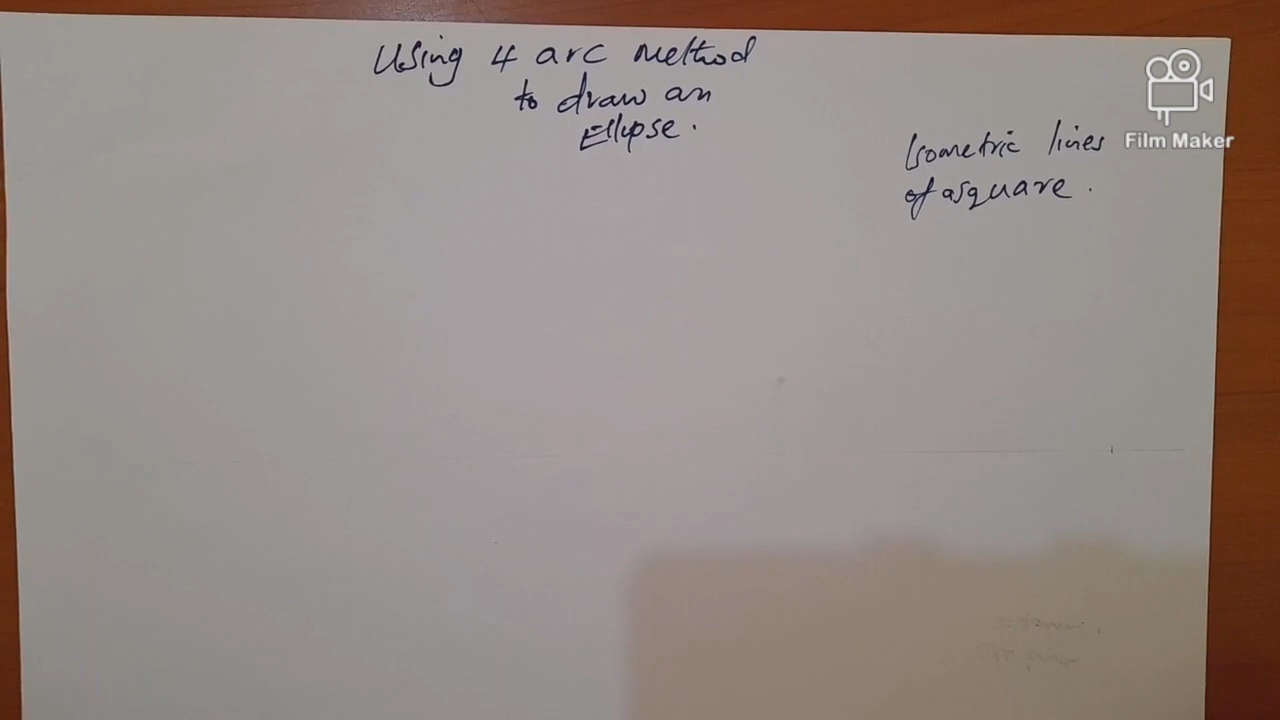 Using 4 arc method
to draw an
Ellipse.
Isometric lines
of a square.
Film Maker